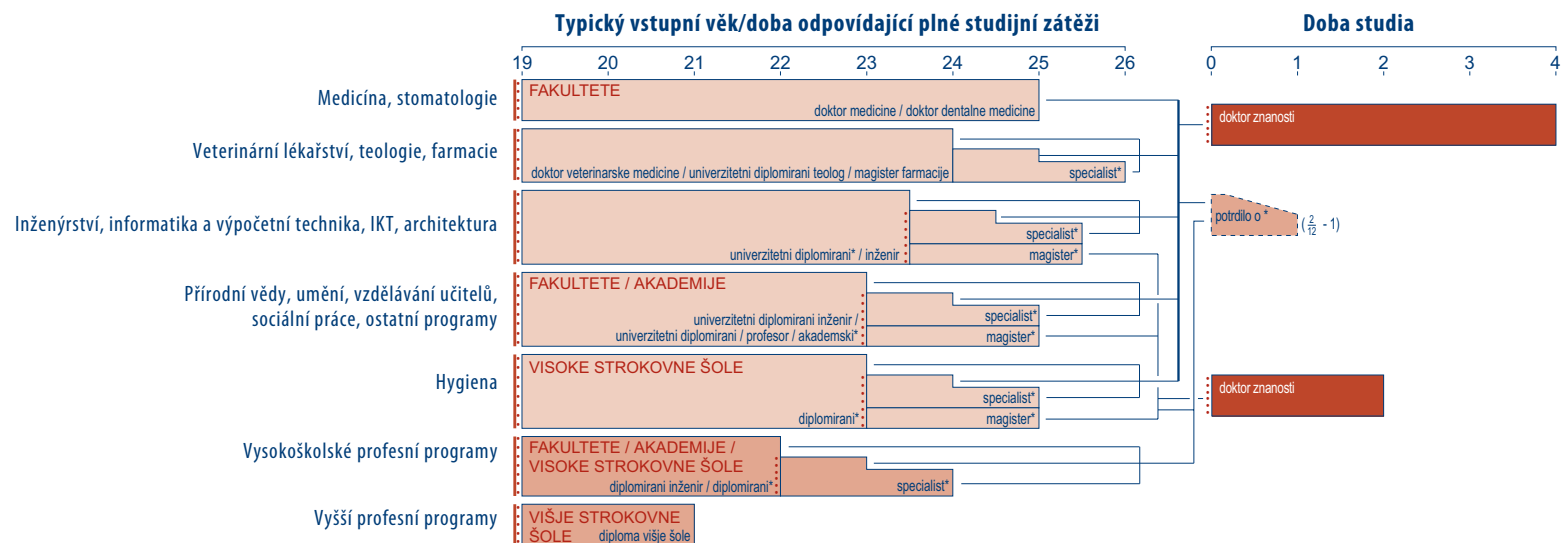 Typický vstupní věk/doba odpovídající plné studijní zátěži
Doba studia
19 20 21 22 23 24 25 26
0 1 2 3 4
Medicína, stomatologie
FAKULTETE
doktor medicine / doktor dentalne medicine
doktor znanosti
Veterinární lékařství, teologie, farmacie
doktor veterinarske medicine / univerzitetni diplomirani teolog / magister farmacije
specialist*
Inženýrství, informatika a výpočetní technika, IKT, architektura
univerzitetni diplomirani* / inženir
specialist*
magister*
potrdilo o *
(2/12 - 1)
Přírodní vědy, umění, vzdělávání učitelů,
sociální práce, ostatní programy
FAKULTETE / AKADEMIJE
univerzitetni diplomirani inženir /
univerzitetni diplomirani / profesor / akademski*
specialist*
magister*
Hygiena
VISOKE STROKOVNE ŠOLE
diplomirani*
specialist*
magister*
doktor znanosti
Vysokoškolské profesní programy
FAKULTETE / AKADEMIJE /
VISOKE STROKOVNE ŠOLE
diplomirani inženir / diplomirani*
specialist*
Vyšší profesní programy
VIŠJE STROKOVNE
ŠOLE diploma višje šole